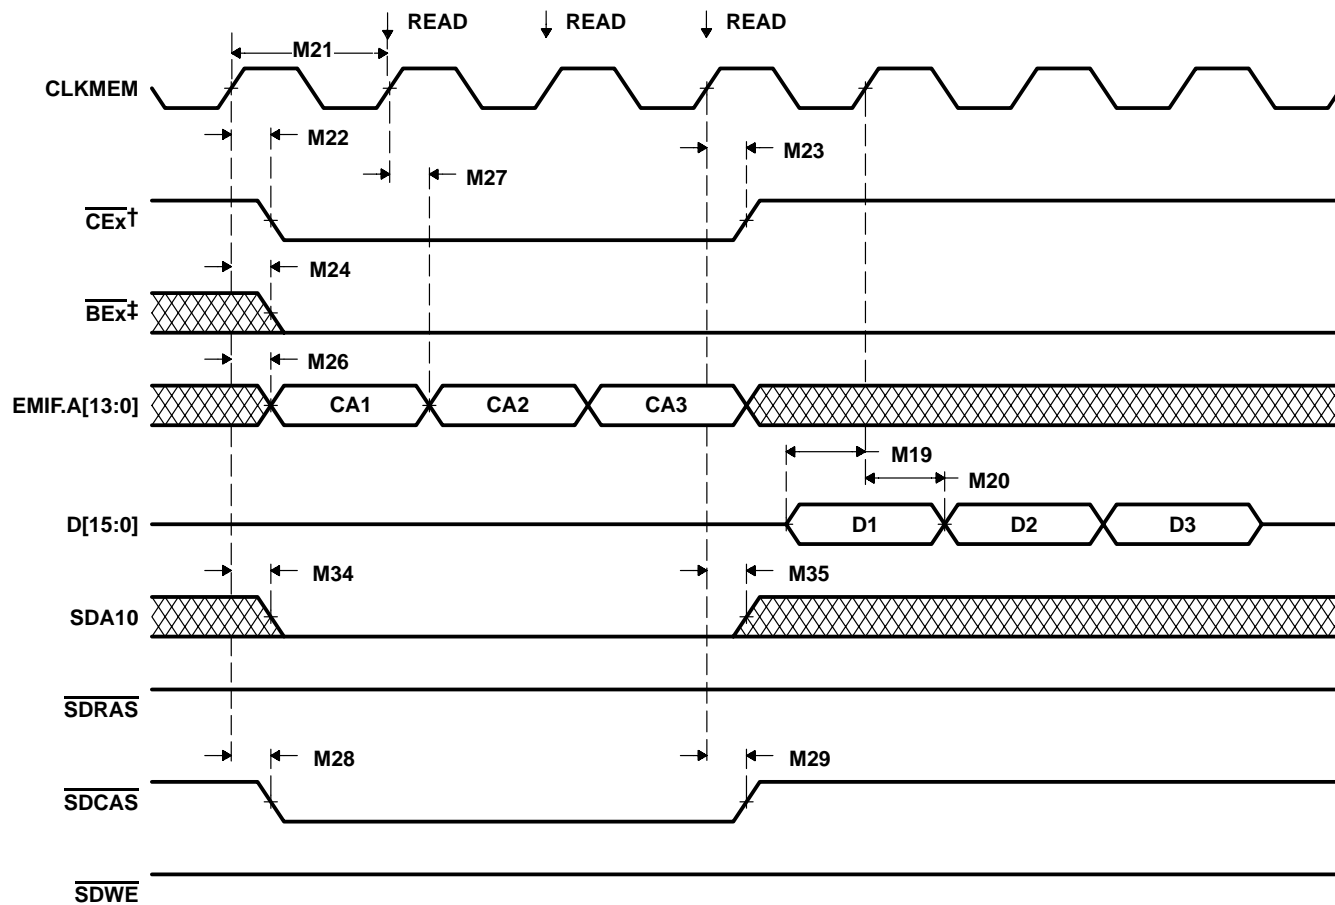 READ READ READ
M21
CLKMEM
M22 M23
M27
CEx†
M24
BEx‡
M26
EMIF.A[13:0] CA1 CA2 CA3
M19
M20
D[15:0] D1 D2 D3
M34 M35
SDA10
SDRAS
M28 M29
SDCAS
SDWE